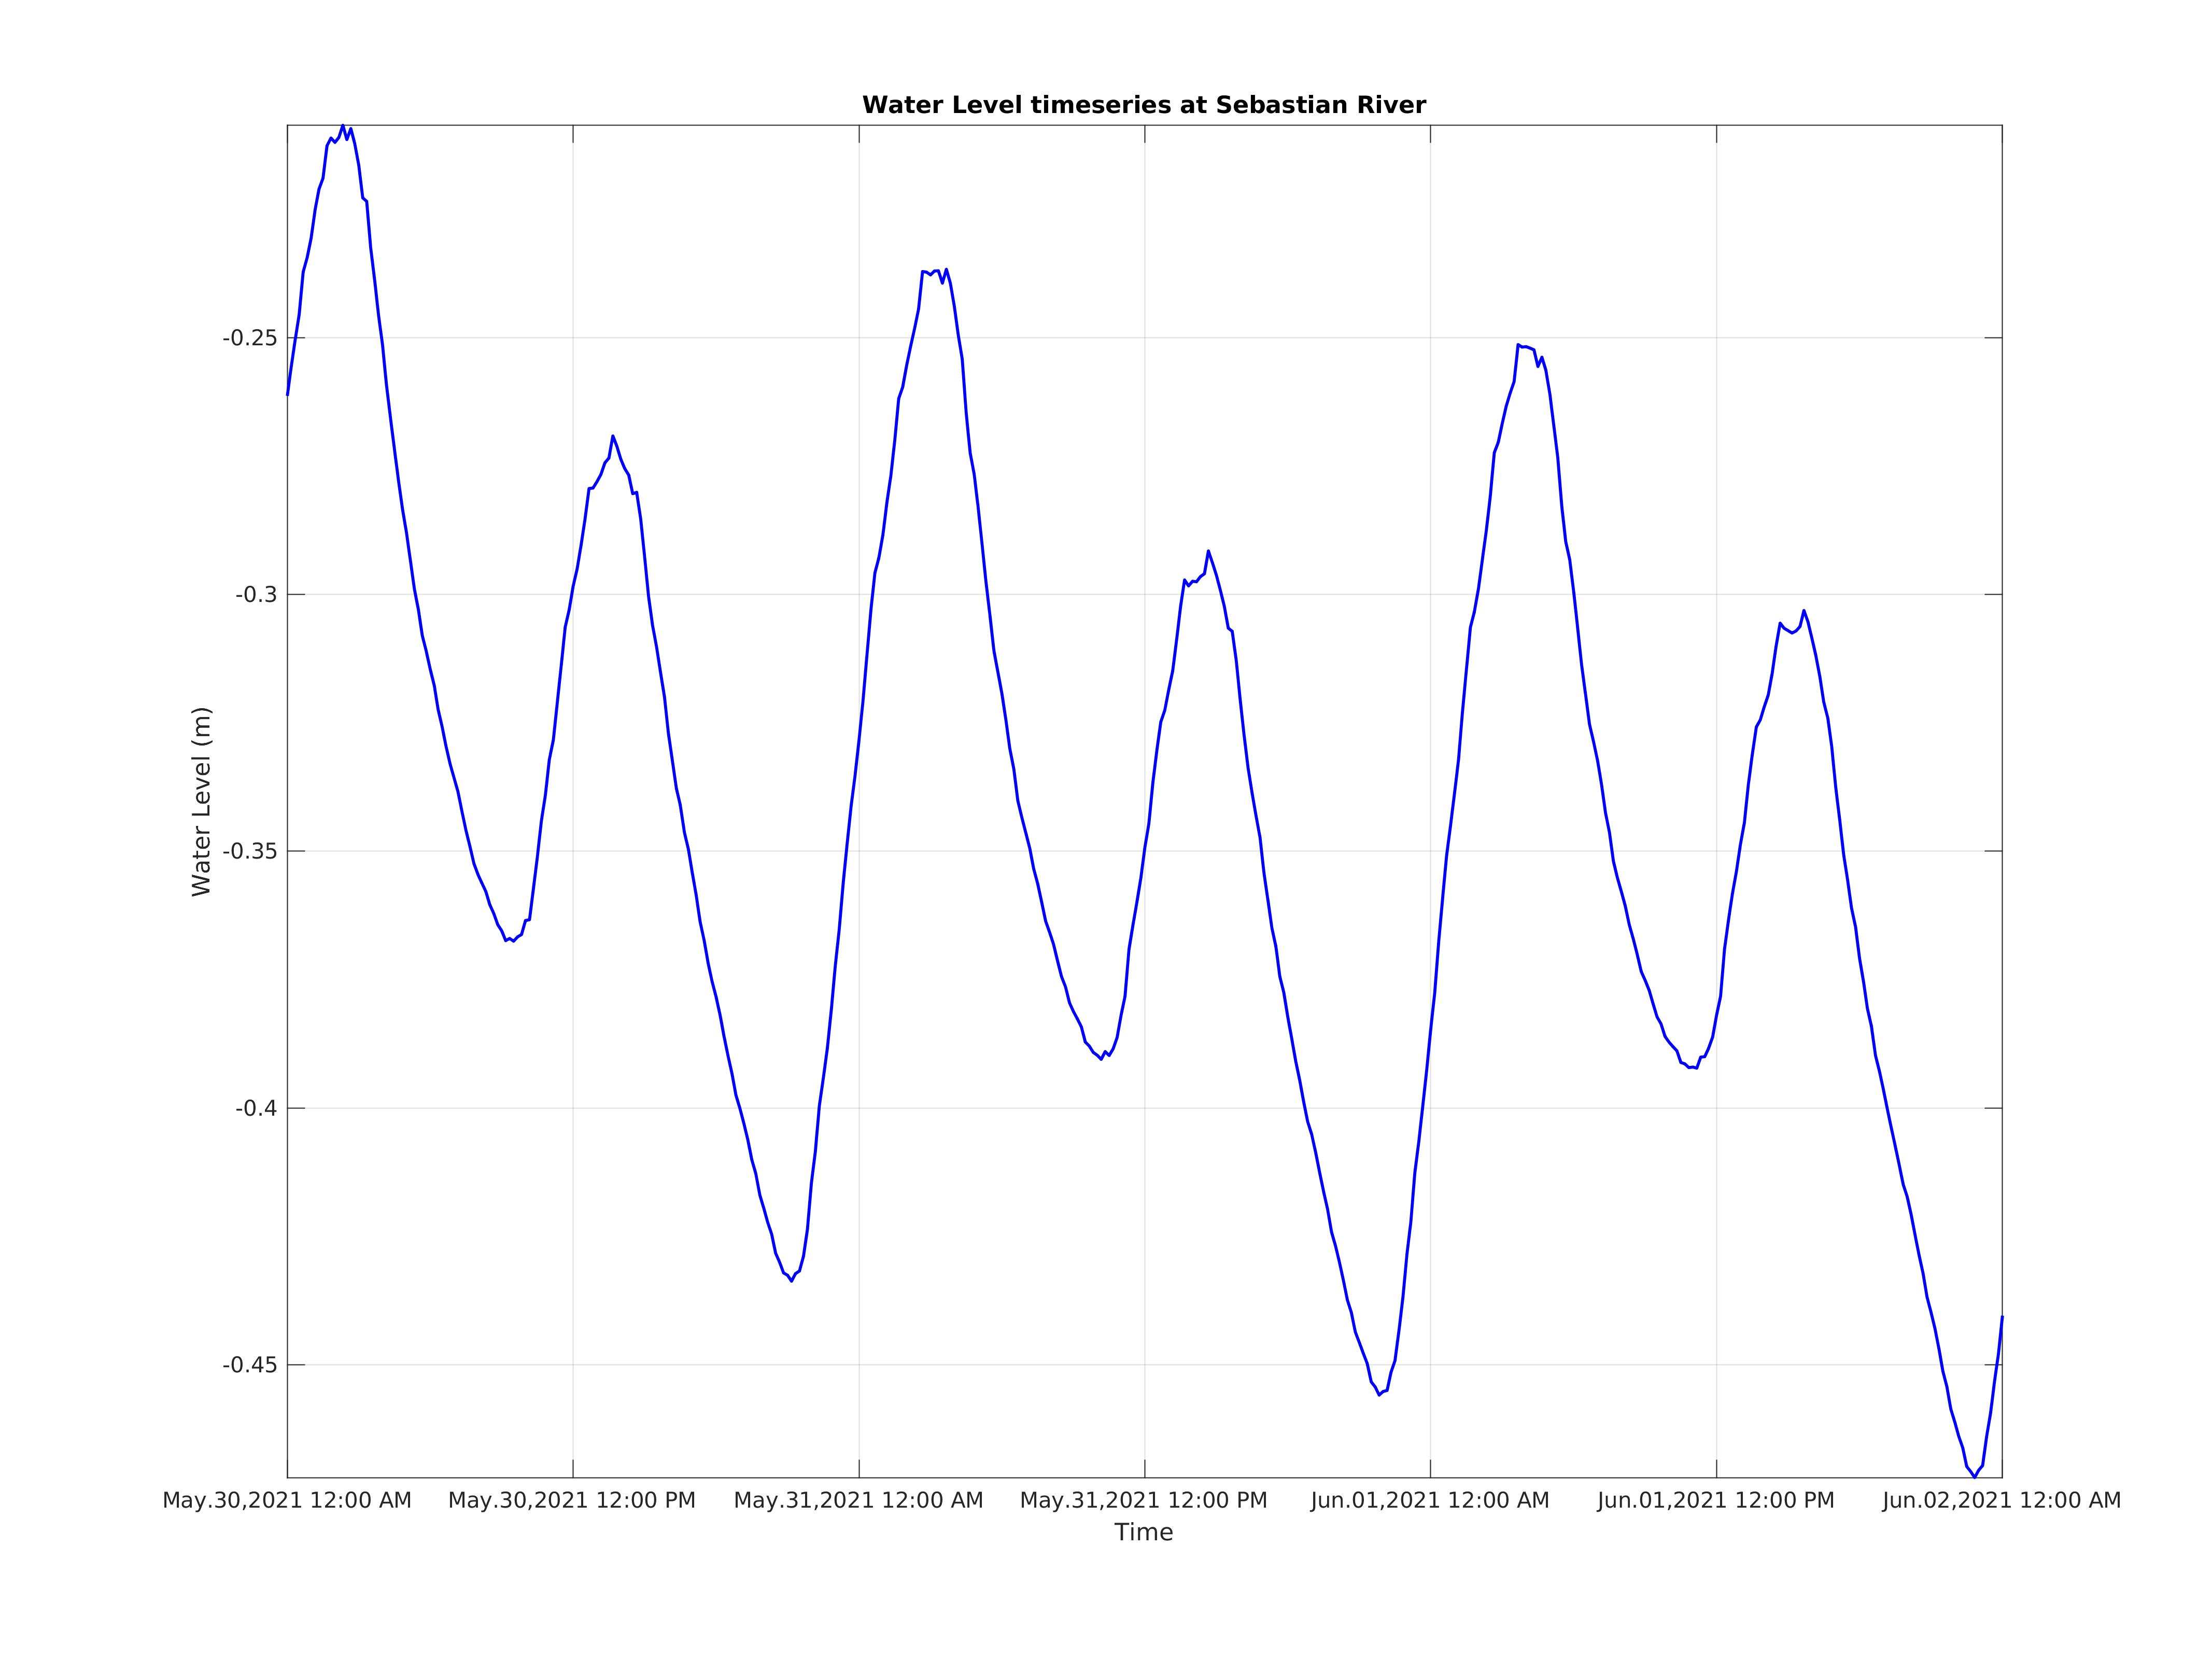 Water Level timeseries at Sebastian River
Water Level (m)
-0.25
-0.3
-0.35
-0.4
-0.45
May.30,2021 12:00 AM
May.30,2021 12:00 PM
May.31,2021 12:00 AM
May.31,2021 12:00 PM
Jun.01,2021 12:00 AM
Jun.01,2021 12:00 PM
Jun.02,2021 12:00 AM
Time